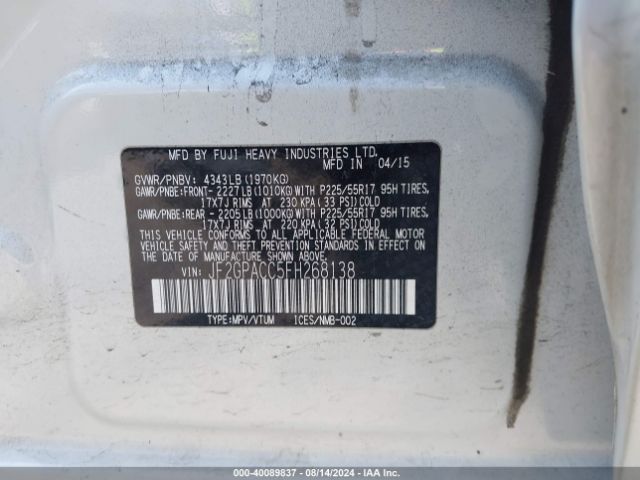 MFD BY FUJI HEAVY INDUSTRIES LTD.
MFD IN 04/15
GVWR/PNBV: 4343LB(1970KG)
GAWR/PNBE:FRONT- 2227LB(1010KG)WITH P225/55R17 95H TIRES,
17X7J RIMS AT 230 KPA( 33 PSI)COLD
GAWR/PNBE:REAR - 2205LB(1000KG)WITH P225/55R17 95H TIRES,
17X7J RIMS AT 220 KPA( 32 PSI)COLD
THIS VEHICLE CONFORMS TO ALL APPLICABLE FEDERAL MOTOR
VEHICLE SAFETY AND THEFT PREVENTION STANDARDS IN EFFECT ON
THE DATE OF MANUFACTURE SHOWN ABOVE.
VIN: JF2GPACC5FH268138
TYPE:MPV/VTUM ICES/NMB-002
000-40089837 - 08/14/2024 - IAA Inc.